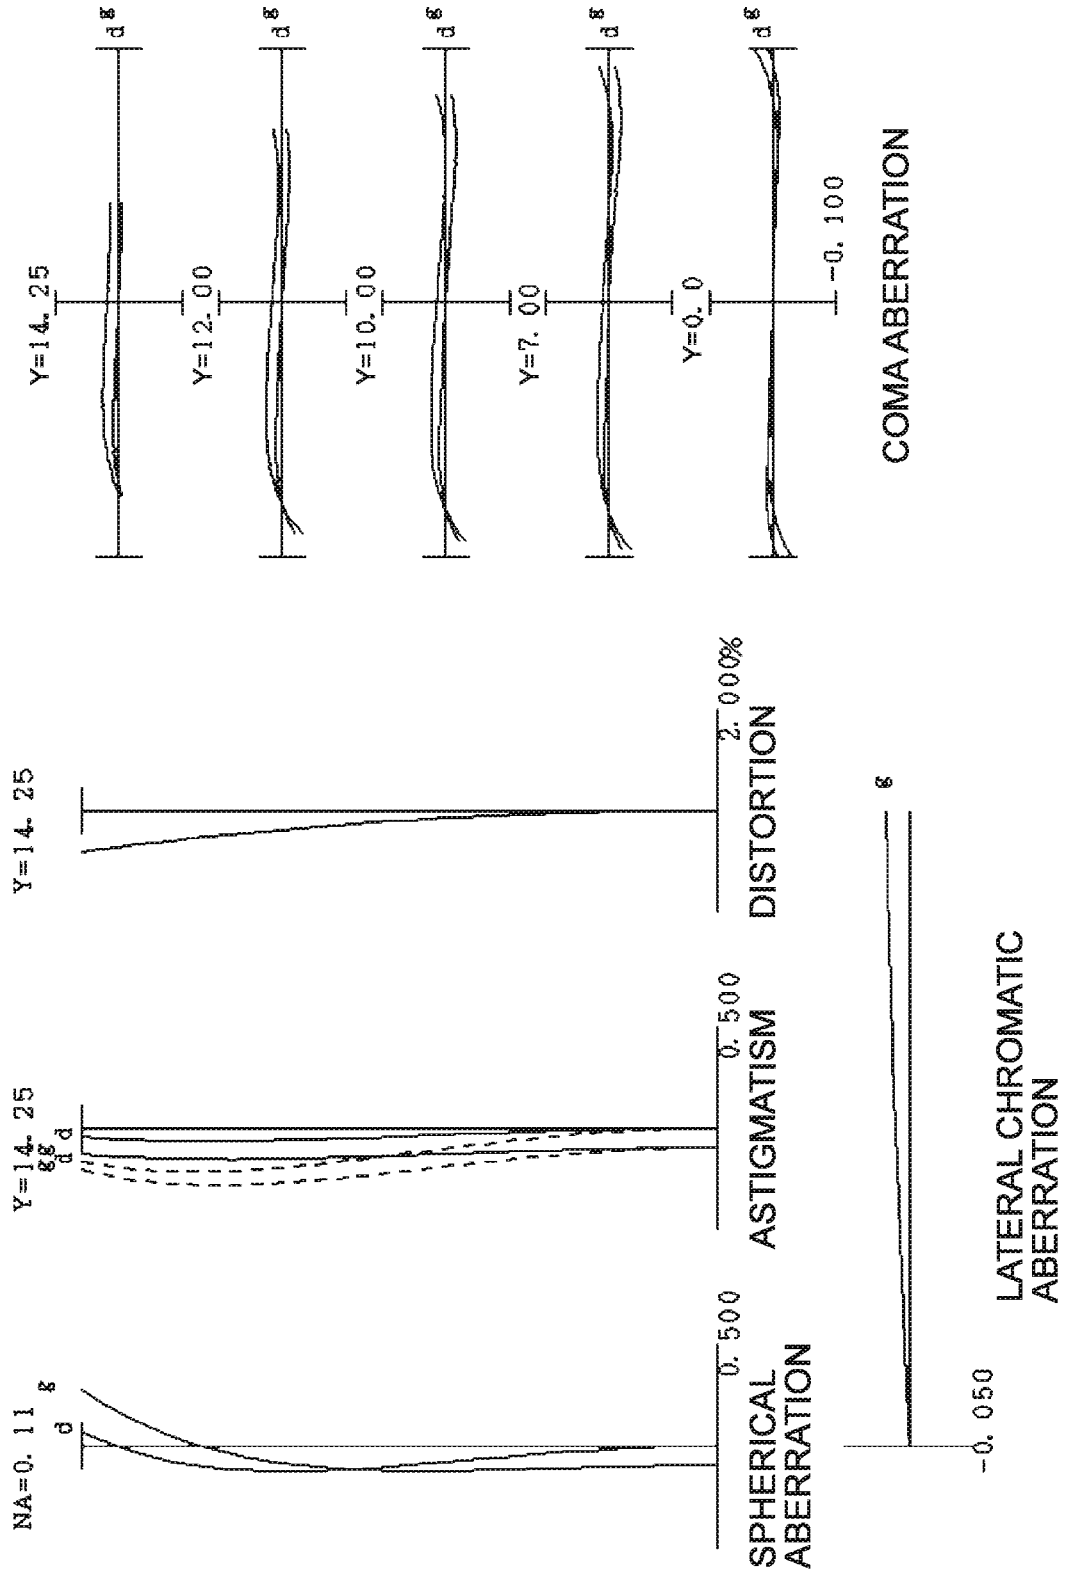 NA=0. 11
d
g
0. 500
SPHERICAL
ABERRATION
Y=14. 25
g
g
d
d
0. 500
ASTIGMATISM
Y=14. 25
2. 000%
DISTORTION
Y=14. 25
d
g
Y=12. 00
d
g
Y=10. 00
d
g
Y=7. 00
d
g
Y=0. 0
d
g
-0. 100
COMA ABERRATION
g
-0. 050
LATERAL CHROMATIC
ABERRATION